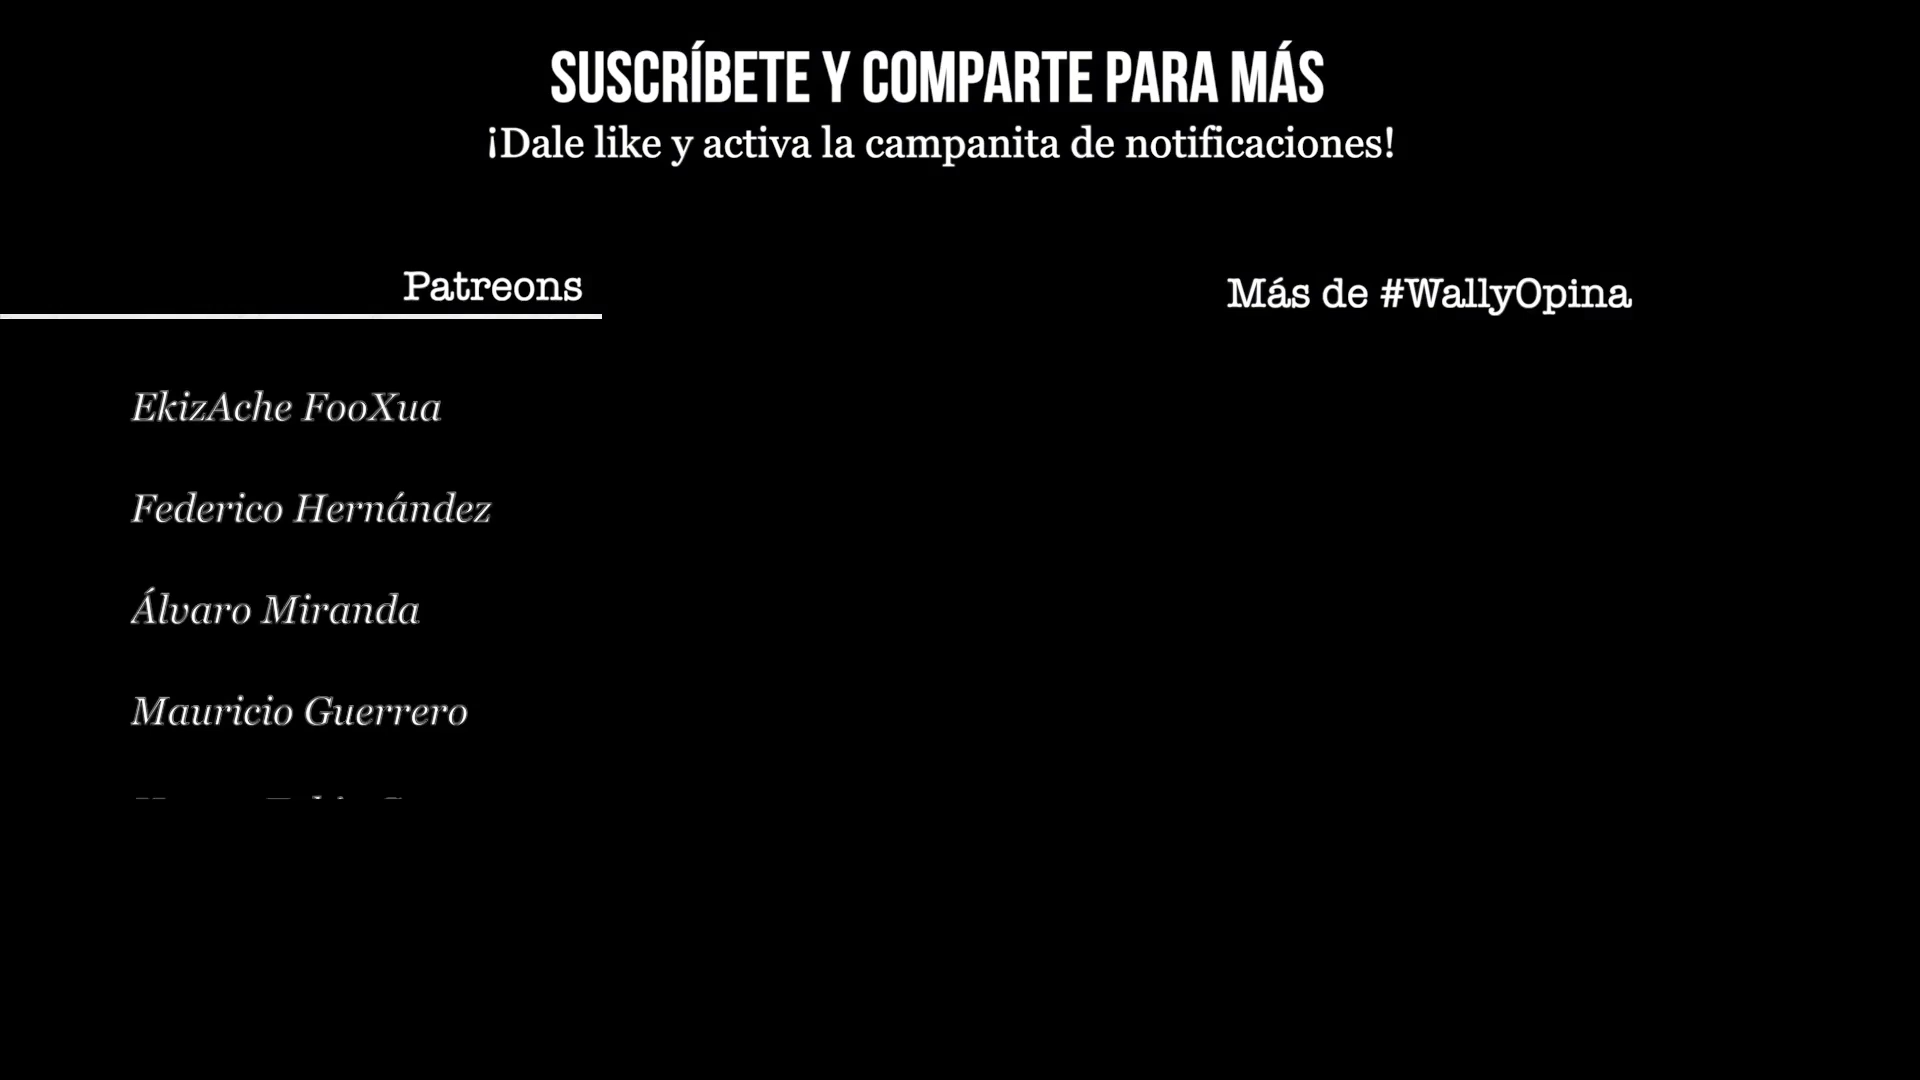 SUSCRÍBETE Y COMPARTE PARA MÁS
¡Dale like y activa la campanita de notificaciones!
Patreons
Más de #WallyOpina
EkizAche FooXua
Federico Hernández
Álvaro Miranda
Mauricio Guerrero